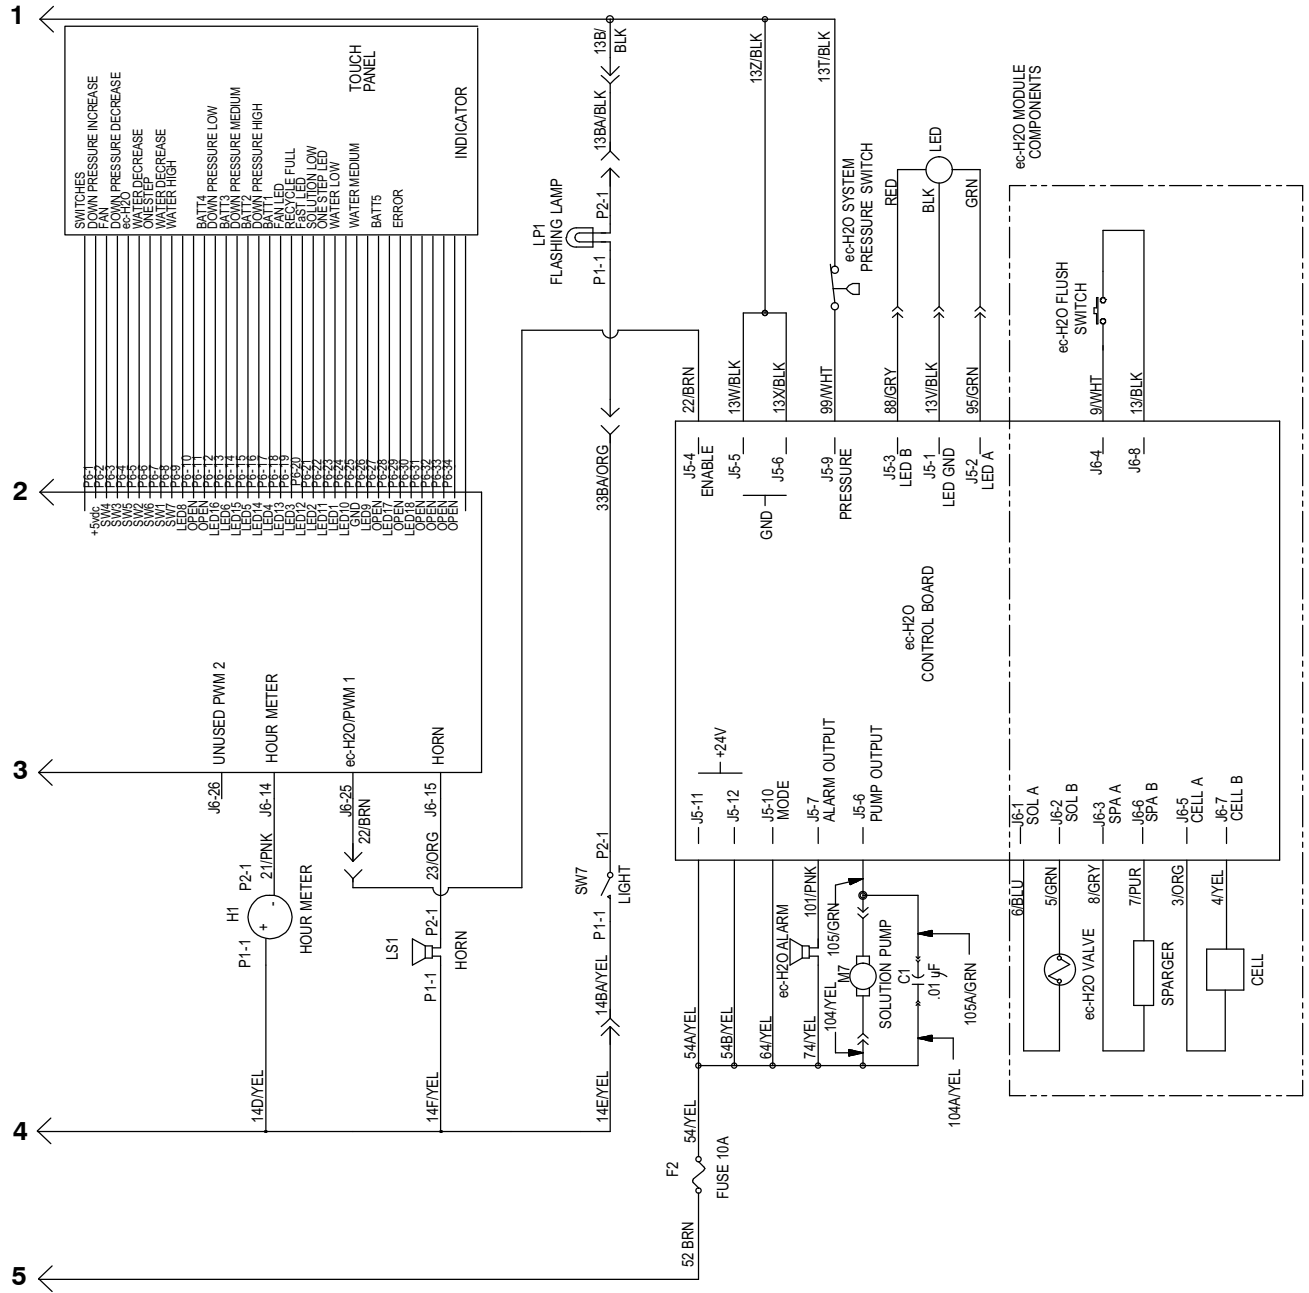 1
2
3
4
5
SWITCHES
DOWN PRESSURE INCREASE
FAN
DOWN PRESSURE DECREASE
ec-H2O
WATER DECREASE
ONESTEP
WATER DECREASE
WATER HIGH
BATT4
DOWN PRESSURE LOW
BATT3
DOWN PRESSURE MEDIUM
BATT2
DOWN PRESSURE HIGH
BATT1
FAN LED
RECYCLE FULL
FaST LED
SOLUTION LOW
ONE STEP LED
WATER LOW
WATER MEDIUM
BATT5
ERROR
TOUCH
PANEL
INDICATOR
P6-1
P6-2
P6-3
P6-4
P6-5
P6-6
P6-7
P6-8
P6-9
P6-10
P6-11
P6-12
P6-13
P6-14
P6-15
P6-16
P6-17
P6-18
P6-19
P6-20
P6-21
P6-22
P6-23
P6-24
P6-25
P6-26
P6-27
P6-28
P6-29
P6-30
P6-31
P6-32
P6-33
P6-34
+5vdc
SW4
SW3
SW5
SW2
SW6
SW1
SW7
LED8
OPEN
OPEN
LED16
LED6
LED15
LED5
LED14
LED4
LED13
LED3
LED12
LED2
LED11
LED1
LED10
GND
LED9
OPEN
LED17
OPEN
LED18
OPEN
OPEN
OPEN
OPEN
UNUSED PWM 2
HOUR METER
ec-H2O/PWM 1
HORN
J6-26
J6-14
J6-25
J6-15
21/PNK
22/BRN
23/ORG
P2-1
H1
P1-1
+
-
HOUR METER
P2-1
LS1
HORN
P1-1
14D/YEL
14F/YEL
13B/
BLK
13BA/BLK
P2-1
LP1
FLASHING LAMP
P1-1
33BA/ORG
P2-1
SW7
LIGHT
P1-1
14BA/YEL
14E/YEL
13Z/BLK
13T/BLK
ec-H2O SYSTEM
PRESSURE SWITCH
LED
RED
BLK
GRN
ec-H2O MODULE
COMPONENTS
ec-H2O FLUSH
SWITCH
22/BRN
13W/BLK
13X/BLK
99/WHT
88/GRY
13V/BLK
95/GRN
9/WHT
13/BLK
J5-4
ENABLE
J5-5
J5-6
GND
J5-9
PRESSURE
J5-3
LED B
J5-1
LED GND
J5-2
LED A
J6-4
J6-8
ec-H2O
CONTROL BOARD
+24V
J5-11
J5-12
J5-10
MODE
J5-7
ALARM OUTPUT
J5-6
PUMP OUTPUT
J6-1
SOL A
J6-2
SOL B
J6-3
SPA A
J6-6
SPA B
J6-5
CELL A
J6-7
CELL B
101/PNK
105/GRN
6/BLU
5/GRN
8/GRY
7/PUR
3/ORG
4/YEL
ec-H2O ALARM
M7
SOLUTION PUMP
C1
.01 uF
105A/GRN
ec-H2O VALVE
SPARGER
CELL
54A/YEL
54B/YEL
64/YEL
74/YEL
104/YEL
104A/YEL
54/YEL
F2
FUSE 10A
52 BRN